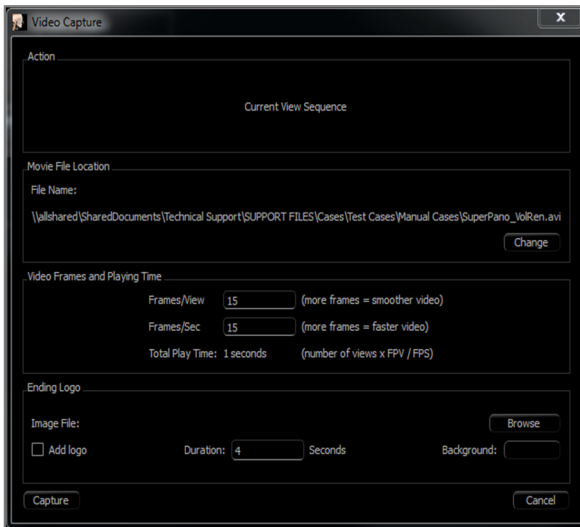 Video Capture
x
Action
Current View Sequence
Movie File Location
File Name:
\\allshared\SharedDocuments\Technical Support\SUPPORT FILES\Cases\Test Cases\Manual Cases\SuperPano_VolRen.avi
Change
Video Frames and Playing Time
Frames/View 15 (more frames = smoother video)
Frames/Sec 15 (more frames = faster video)
Total Play Time: 1 seconds (number of views x FPV / FPS)
Ending Logo
Image File: Browse
Add logo Duration: 4 Seconds Background:
Capture Cancel